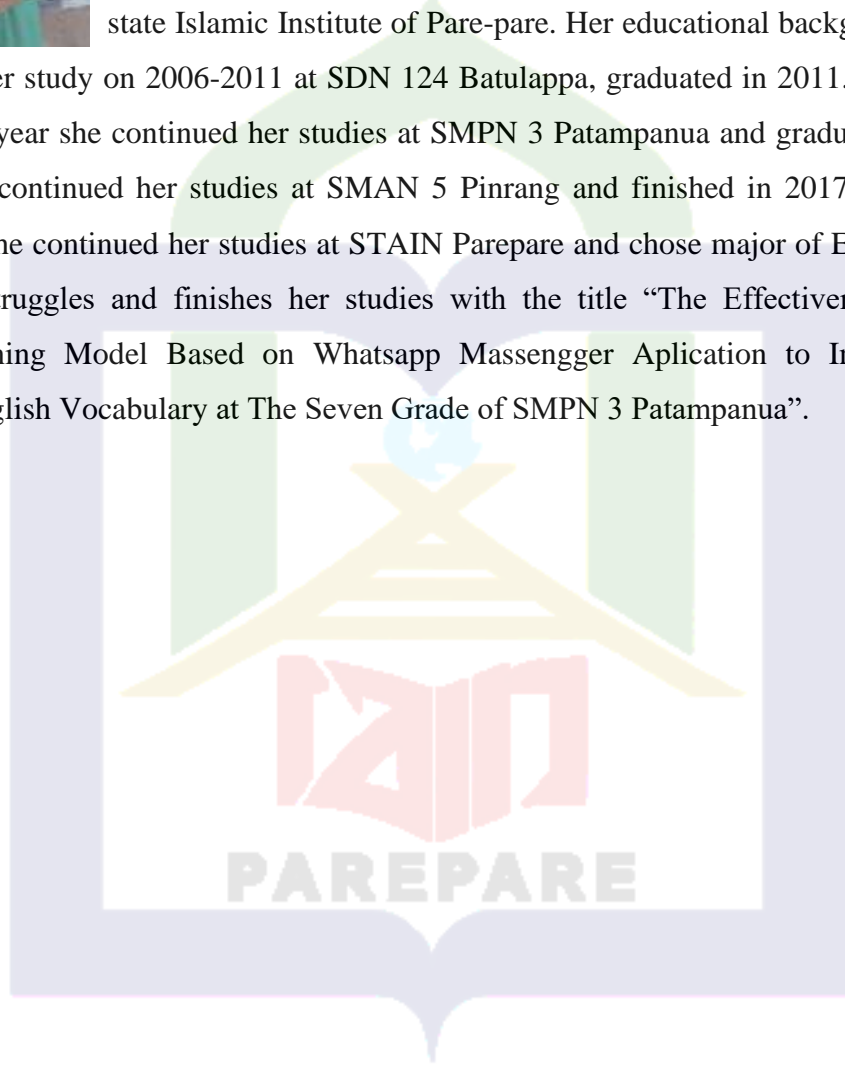 state Islamic Institute of Pare-pare. Her educational backg
er study on 2006-2011 at SDN 124 Batulappa, graduated in 2011.
year she continued her studies at SMPN 3 Patampanua and gradu
continued her studies at SMAN 5 Pinrang and finished in 2017
he continued her studies at STAIN Parepare and chose major of E
ruggles and finishes her studies with the title “The Effectiver
ning Model Based on Whatsapp Massengger Aplication to In
glish Vocabulary at The Seven Grade of SMPN 3 Patampanua”.
iain
PAREPARE